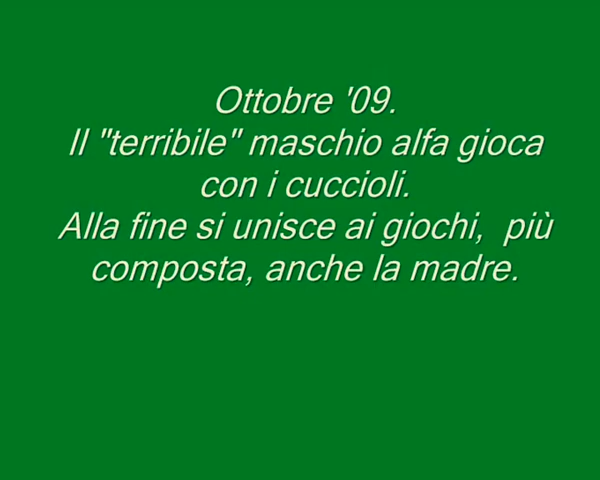 Ottobre '09.
Il "terribile" maschio alfa gioca
con i cuccioli.
Alla fine si unisce ai giochi,  più
composta, anche la madre.